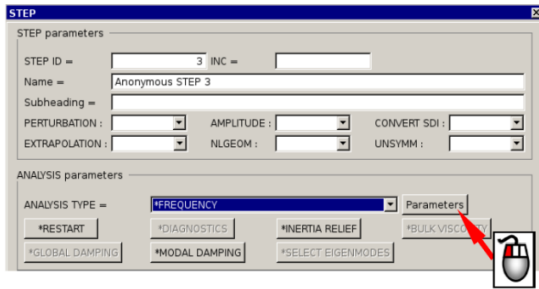 STEP
STEP parameters
STEP ID = 3 INC =
Name = Anonymous STEP 3
Subheading =
PERTURBATION : AMPLITUDE : CONVERT SDI :
EXTRAPOLATION : NLGEOM : UNSYMM :
ANALYSIS parameters
ANALYSIS TYPE = *FREQUENCY Parameters
*RESTART *DIAGNOSTICS *INERTIA RELIEF *BULK VISCOSITY
*GLOBAL DAMPING *MODAL DAMPING *SELECT EIGENMODES